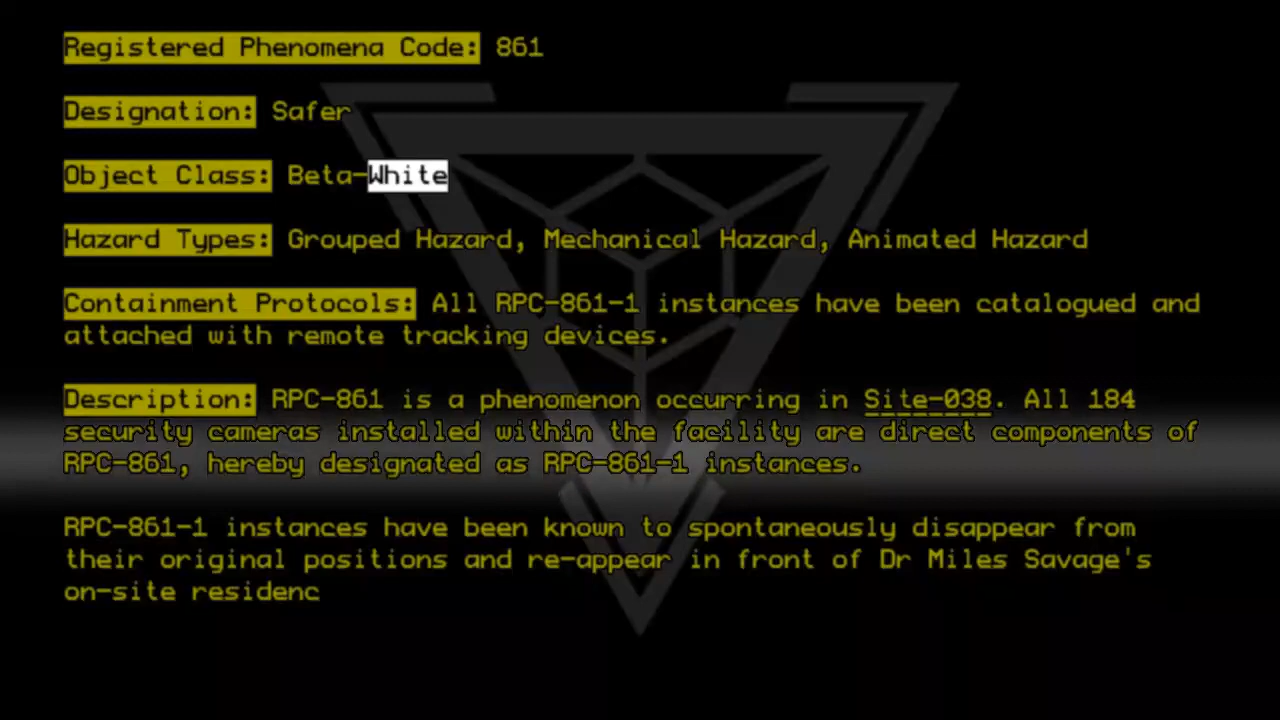 Registered Phenomena Code: 861
Designation: Safer
Object Class: Beta-White
Hazard Types: Grouped Hazard, Mechanical Hazard, Animated Hazard
Containment Protocols: All RPC-861-1 instances have been catalogued and
attached with remote tracking devices.
Description: RPC-861 is a phenomenon occurring in Site-038. All 184
security cameras installed within the facility are direct components of
RPC-861, hereby designated as RPC-861-1 instances.
RPC-861-1 instances have been known to spontaneously disappear from
their original positions and re-appear in front of Dr Miles Savage's
on-site residenc